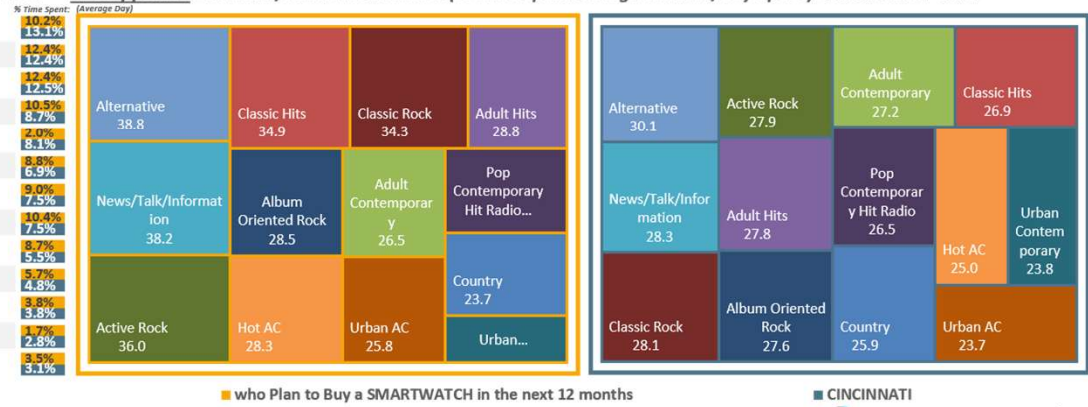 % Time Spent: (Average Day)
10.2%
13.1%
12.4%
12.4%
12.4%
12.5%
10.5%
8.7%
2.0%
8.1%
8.8%
6.9%
9.0%
7.5%
10.4%
7.5%
8.7%
5.5%
5.7%
4.8%
3.8%
3.8%
1.7%
2.8%
3.5%
3.1%
Alternative
38.8
Classic Hits
34.9
Classic Rock
34.3
Adult Hits
28.8
News/Talk/Informat
ion
38.2
Album
Oriented Rock
28.5
Adult
Contemporar
y
26.5
Pop
Contemporary
Hit Radio...
Country
23.7
Active Rock
36.0
Hot AC
28.3
Urban AC
25.8
Urban...
Alternative
30.1
Active Rock
27.9
Adult
Contemporary
27.2
Classic Hits
26.9
News/Talk/Infor
mation
28.3
Adult Hits
27.8
Pop
Contemporar
y Hit Radio
26.5
Hot AC
25.0
Urban
Contem
porary
23.8
Classic Rock
28.1
Album Oriented
Rock
27.6
Country
25.9
Urban AC
23.7
who Plan to Buy a SMARTWATCH in the next 12 months
CINCINNATI